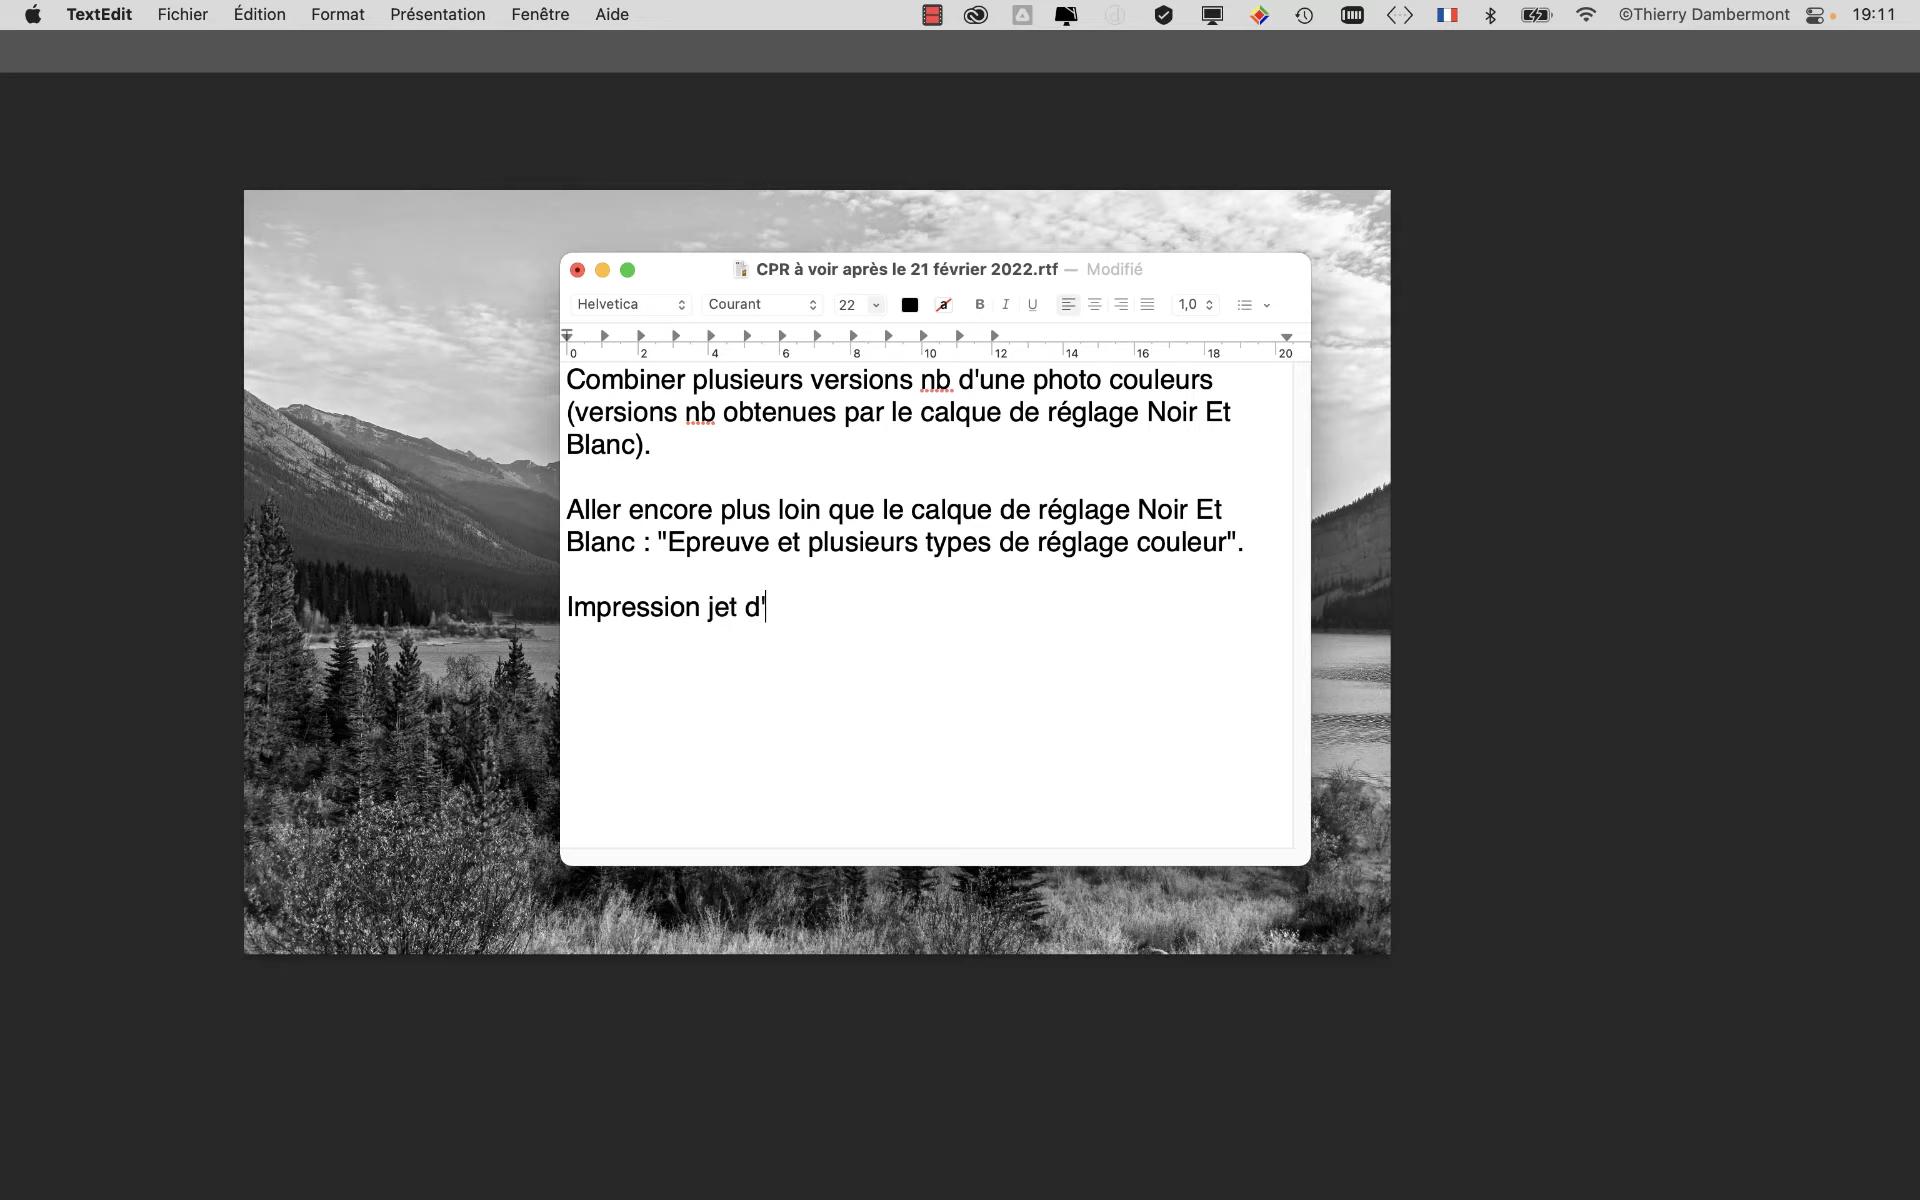 TextEdit Fichier Édition Format Présentation Fenêtre Aide ©Thierry Dambermont 19:11
CPR à voir après le 21 février 2022.rtf — Modifié
Helvetica Courant 22 a B I U 1,0
0 2 4 6 8 10 12 14 16 18 20
Combiner plusieurs versions nb d'une photo couleurs
(versions nb obtenues par le calque de réglage Noir Et
Blanc).
Aller encore plus loin que le calque de réglage Noir Et
Blanc : "Epreuve et plusieurs types de réglage couleur".
Impression jet d'